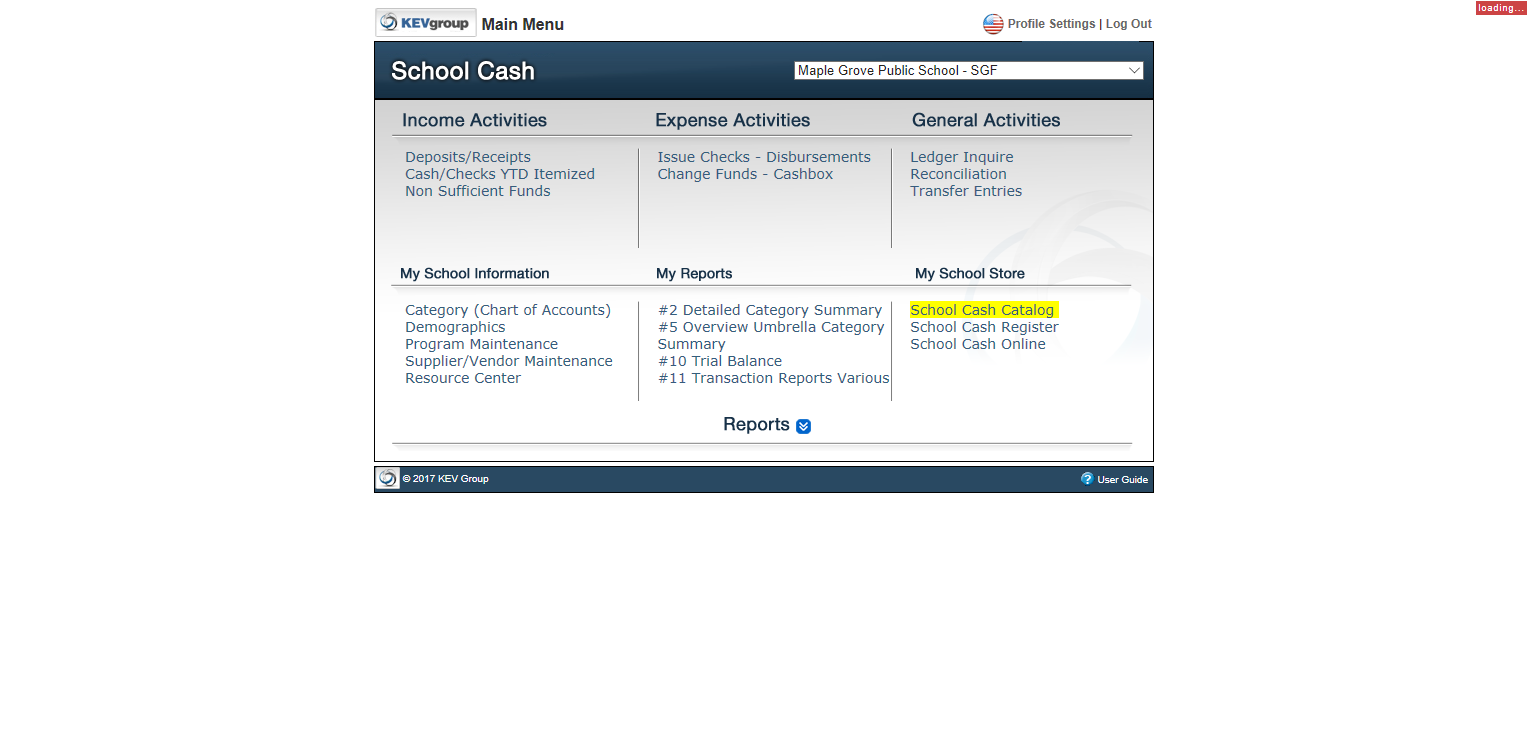 loading...
KEVgroup Main Menu
Profile Settings | Log Out
School Cash
Maple Grove Public School - SGF
Income Activities
Deposits/Receipts
Cash/Checks YTD Itemized
Non Sufficient Funds
Expense Activities
Issue Checks - Disbursements
Change Funds - Cashbox
General Activities
Ledger Inquire
Reconciliation
Transfer Entries
My School Information
Category (Chart of Accounts)
Demographics
Program Maintenance
Supplier/Vendor Maintenance
Resource Center
My Reports
#2 Detailed Category Summary
#5 Overview Umbrella Category
Summary
#10 Trial Balance
#11 Transaction Reports Various
My School Store
School Cash Catalog
School Cash Register
School Cash Online
Reports
© 2017 KEV Group
? User Guide